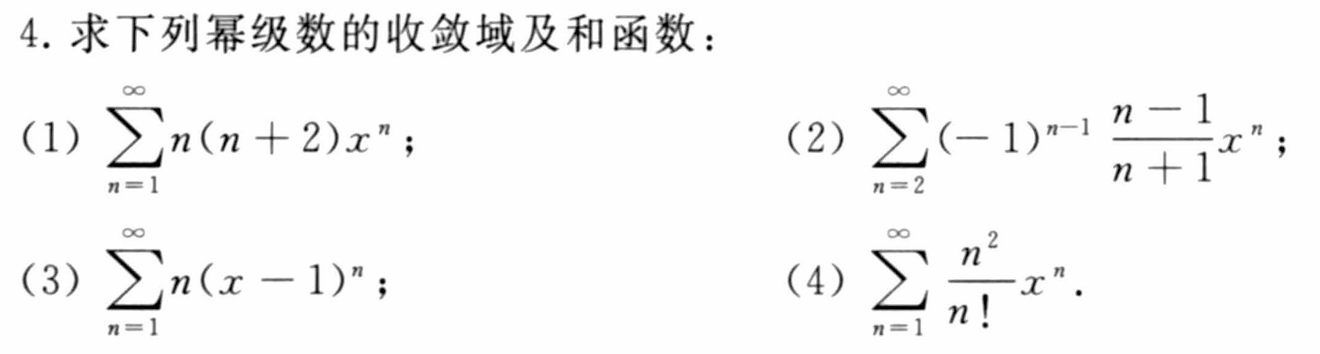 4. 求下列幂级数的收敛域及和函数：
(1) $\sum_{n=1}^{\infty} n(n+2)x^{n}$； (2) $\sum_{n=2}^{\infty} (-1)^{n-1} \frac{n-1}{n+1} x^{n}$；
(3) $\sum_{n=1}^{\infty} n(x-1)^{n}$； (4) $\sum_{n=1}^{\infty} \frac{n^{2}}{n!} x^{n}$.